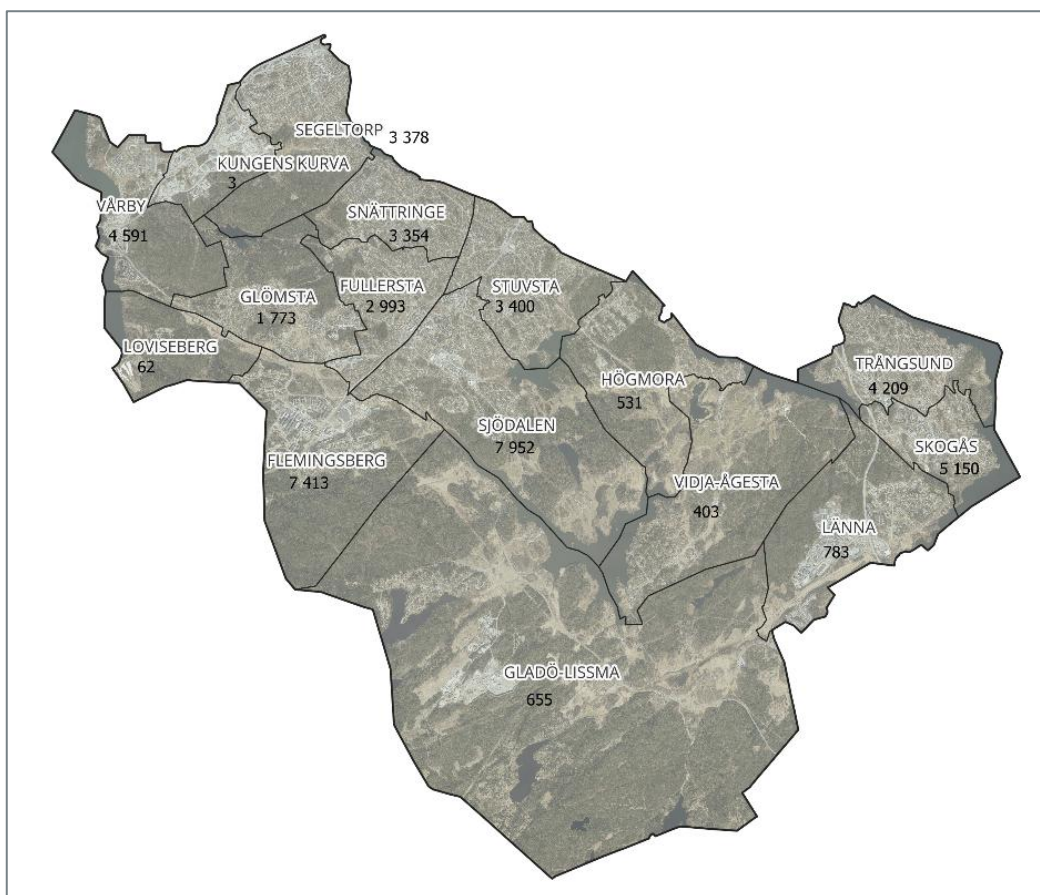 SEGELTORP 3 378
KUNGENS KURVA
3
VÅRBY
4 591
SNÄTTRINGE
3 354
GLÖMSTA
1 773
FULLERSTA
2 993
STUVSTA
3 400
LOVISEBERG
62
HÖGMORA
531
TRÅNGSUND
4 209
SJÖDALEN
7 952
SKOGÅS
5 150
FLEMINGSBERG
7 413
VIDJA-ÅGESTA
403
LÄNNA
783
GLADÖ-LISSMA
655